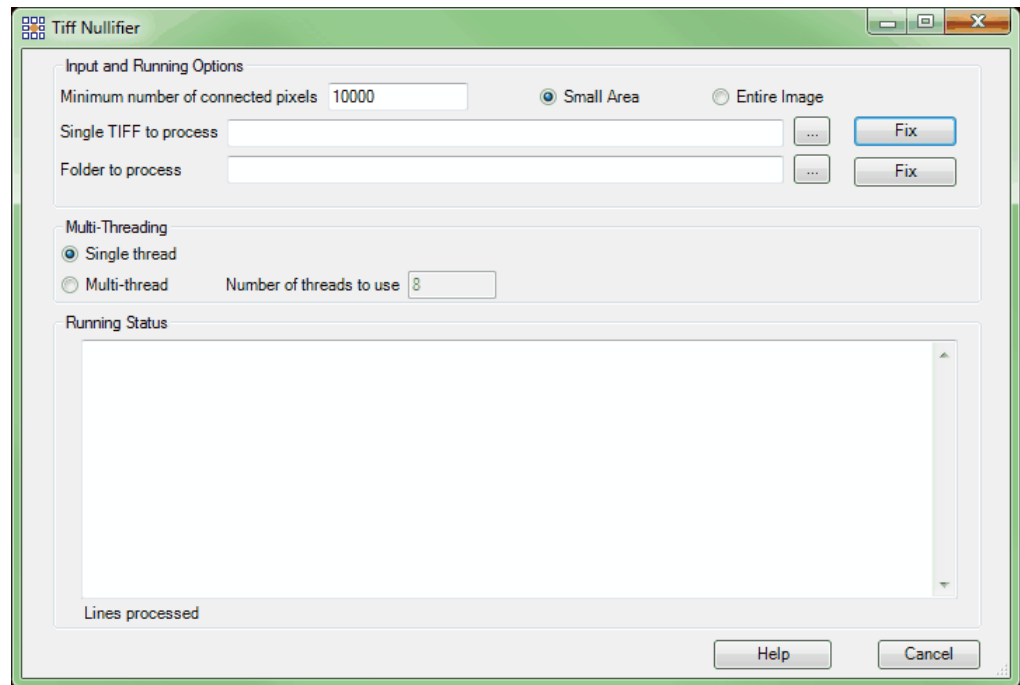 Tiff Nullifier
Input and Running Options
Minimum number of connected pixels 10000 Small Area Entire Image
Single TIFF to process ... Fix
Folder to process ... Fix
Multi-Threading
Single thread
Multi-thread Number of threads to use 8
Running Status
Lines processed
Help Cancel